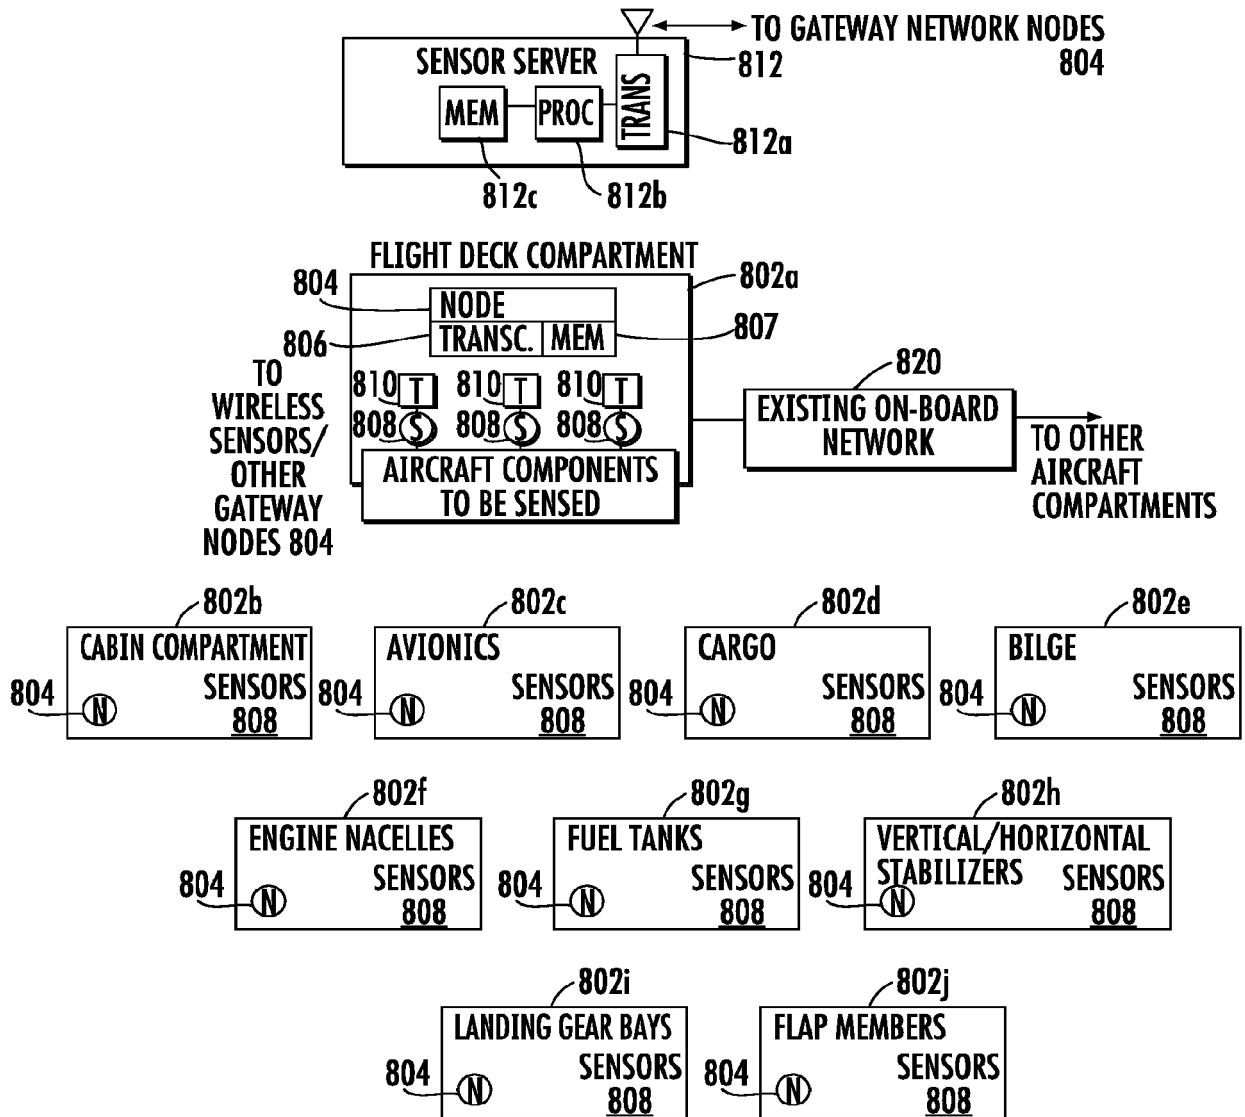 TO GATEWAY NETWORK NODES
804
812
SENSOR SERVER
MEM
PROC
TRANS
812a
812c
812b
FLIGHT DECK COMPARTMENT
802a
804
NODE
807
806
TRANSC.
MEM
TO
WIRELESS
SENSORS/
OTHER
GATEWAY
NODES 804
810 T 810 T 810 T
808 S 808 S 808 S
AIRCRAFT COMPONENTS
TO BE SENSED
820
EXISTING ON-BOARD
NETWORK
TO OTHER
AIRCRAFT
COMPARTMENTS
802b
CABIN COMPARTMENT
SENSORS
808
804 N
802c
AVIONICS
SENSORS
808
804 N
802d
CARGO
SENSORS
808
804 N
802e
BILGE
SENSORS
808
804 N
802f
ENGINE NACELLES
SENSORS
808
804 N
802g
FUEL TANKS
SENSORS
808
804 N
802h
VERTICAL/HORIZONTAL
STABILIZERS
SENSORS
808
804 N
802i
LANDING GEAR BAYS
SENSORS
808
804 N
802j
FLAP MEMBERS
SENSORS
808
804 N